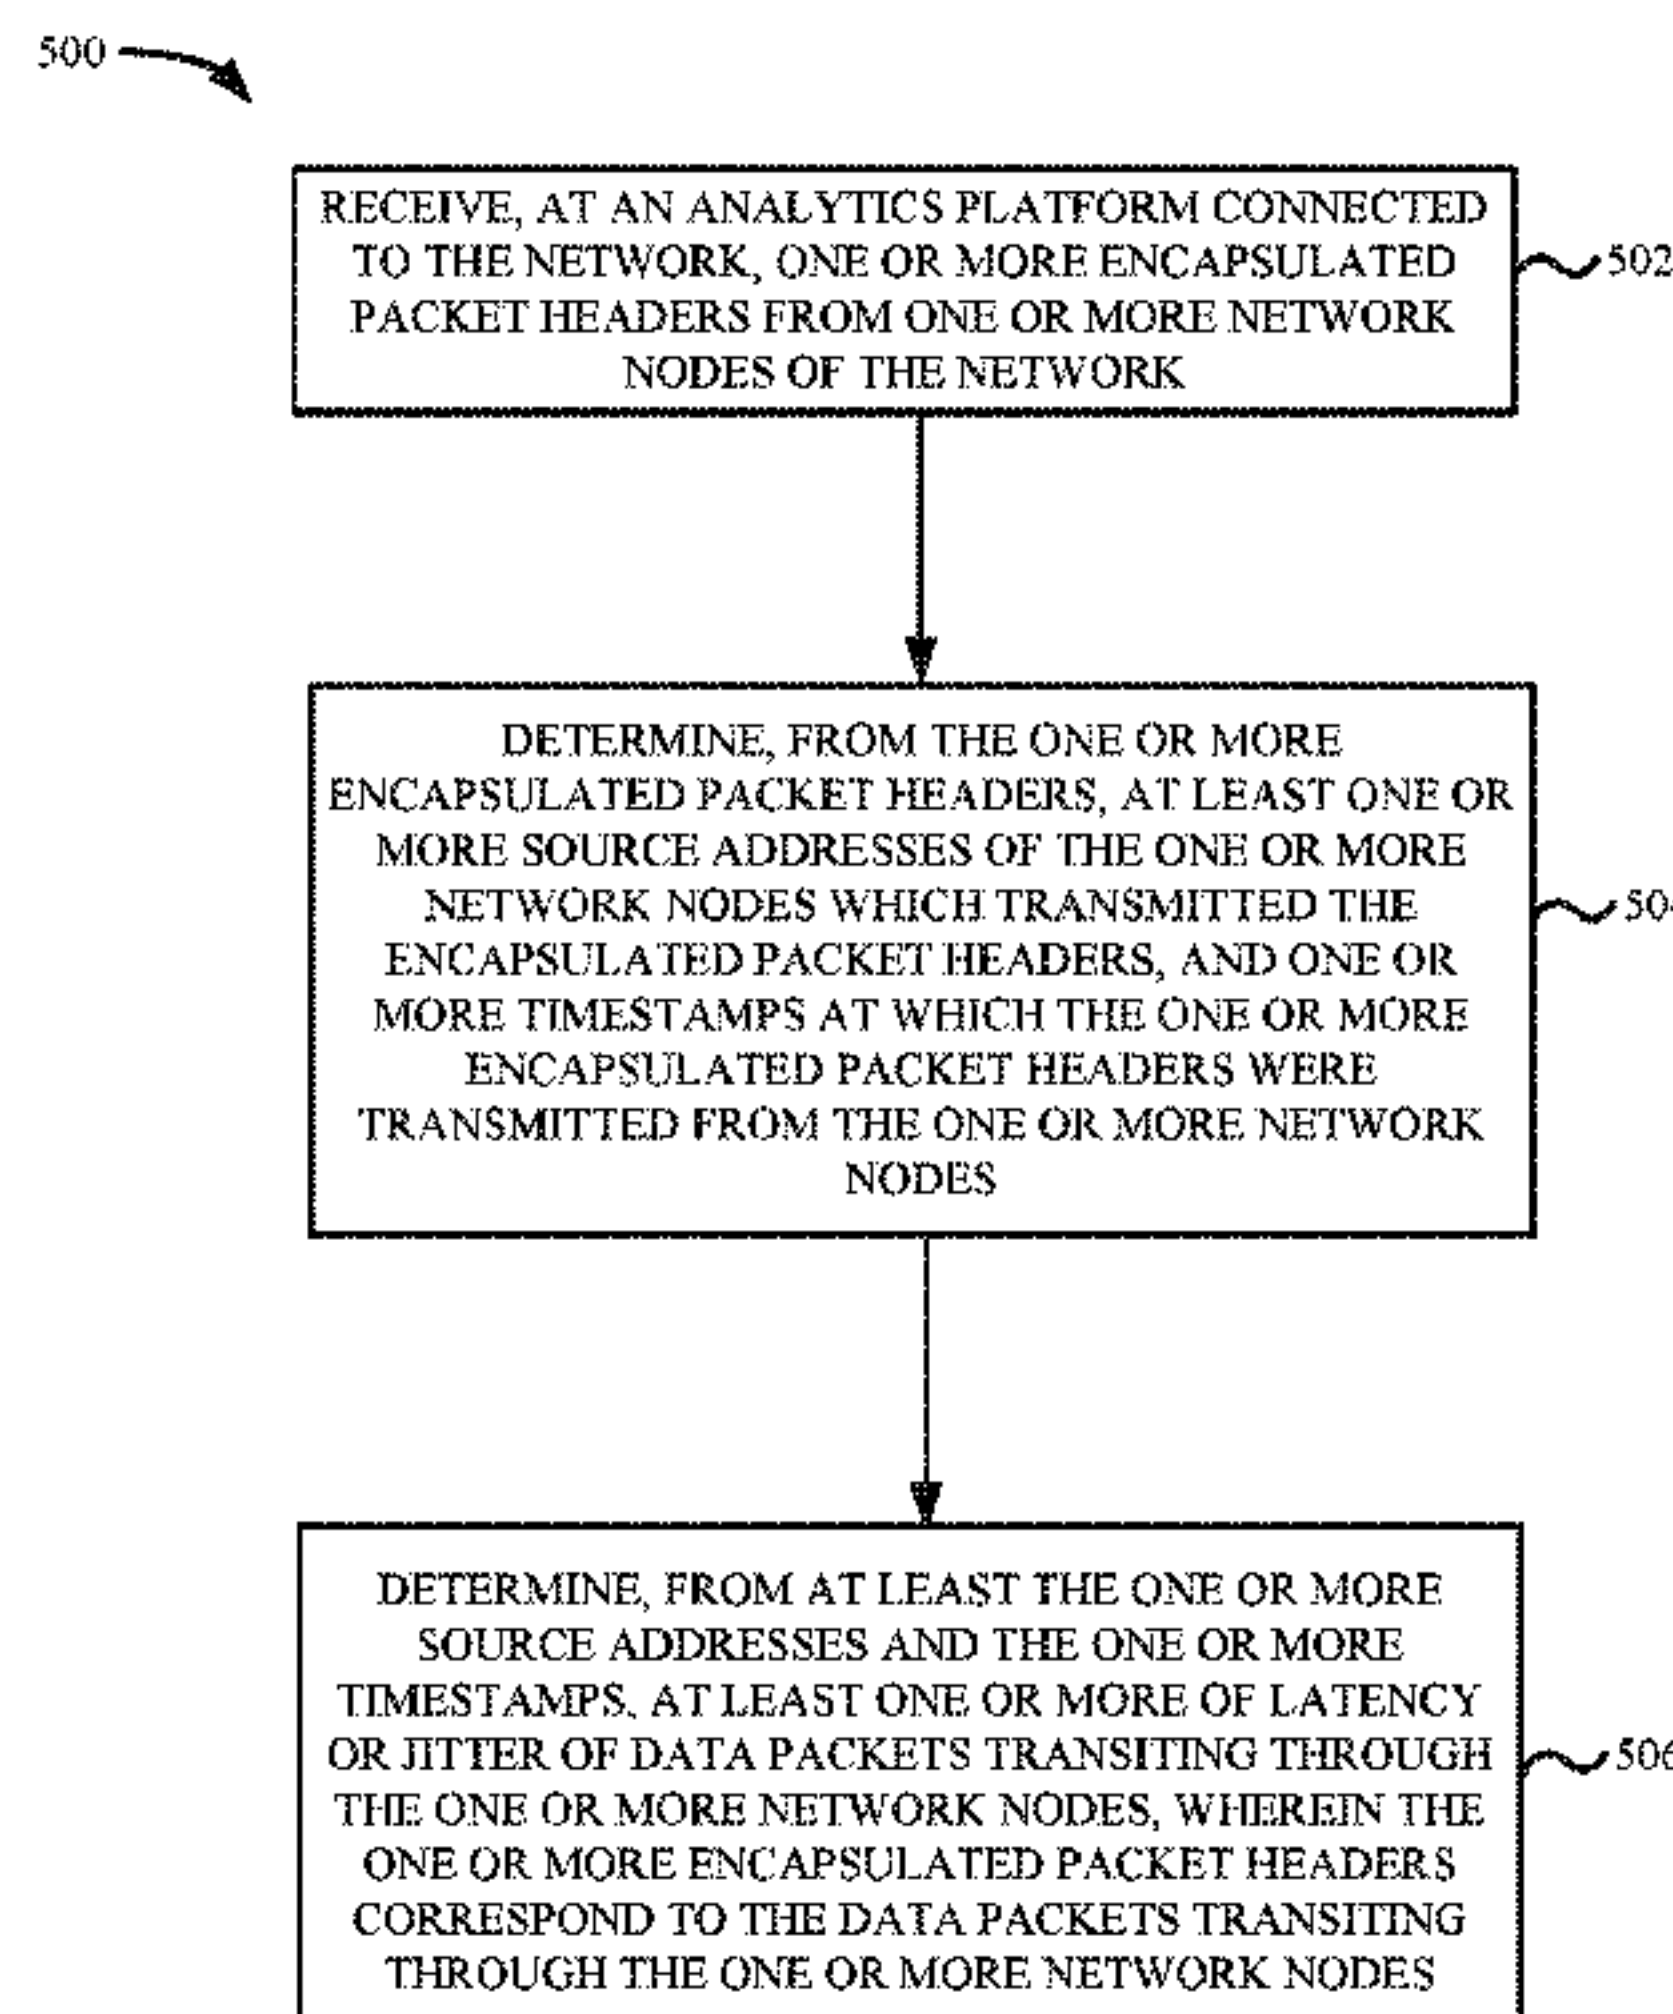 500
RECEIVE, AT AN ANALYTICS PLATFORM CONNECTED
TO THE NETWORK, ONE OR MORE ENCAPSULATED
PACKET HEADERS FROM ONE OR MORE NETWORK
NODES OF THE NETWORK
502
DETERMINE, FROM THE ONE OR MORE
ENCAPSULATED PACKET HEADERS, AT LEAST ONE OR
MORE SOURCE ADDRESSES OF THE ONE OR MORE
NETWORK NODES WHICH TRANSMITTED THE
ENCAPSULATED PACKET HEADERS, AND ONE OR
MORE TIMESTAMPS AT WHICH THE ONE OR MORE
ENCAPSULATED PACKET HEADERS WERE
TRANSMITTED FROM THE ONE OR MORE NETWORK
NODES
DETERMINE, FROM AT LEAST THE ONE OR MORE
SOURCE ADDRESSES AND THE ONE OR MORE
TIMESTAMPS, AT LEAST ONE OR MORE OF LATENCY
OR JITTER OF DATA PACKETS TRANSITING THROUGH
THE ONE OR MORE NETWORK NODES, WHEREIN THE
ONE OR MORE ENCAPSULATED PACKET HEADERS
CORRESPOND TO THE DATA PACKETS TRANSITING
THROUGH THE ONE OR MORE NETWORK NODES
506